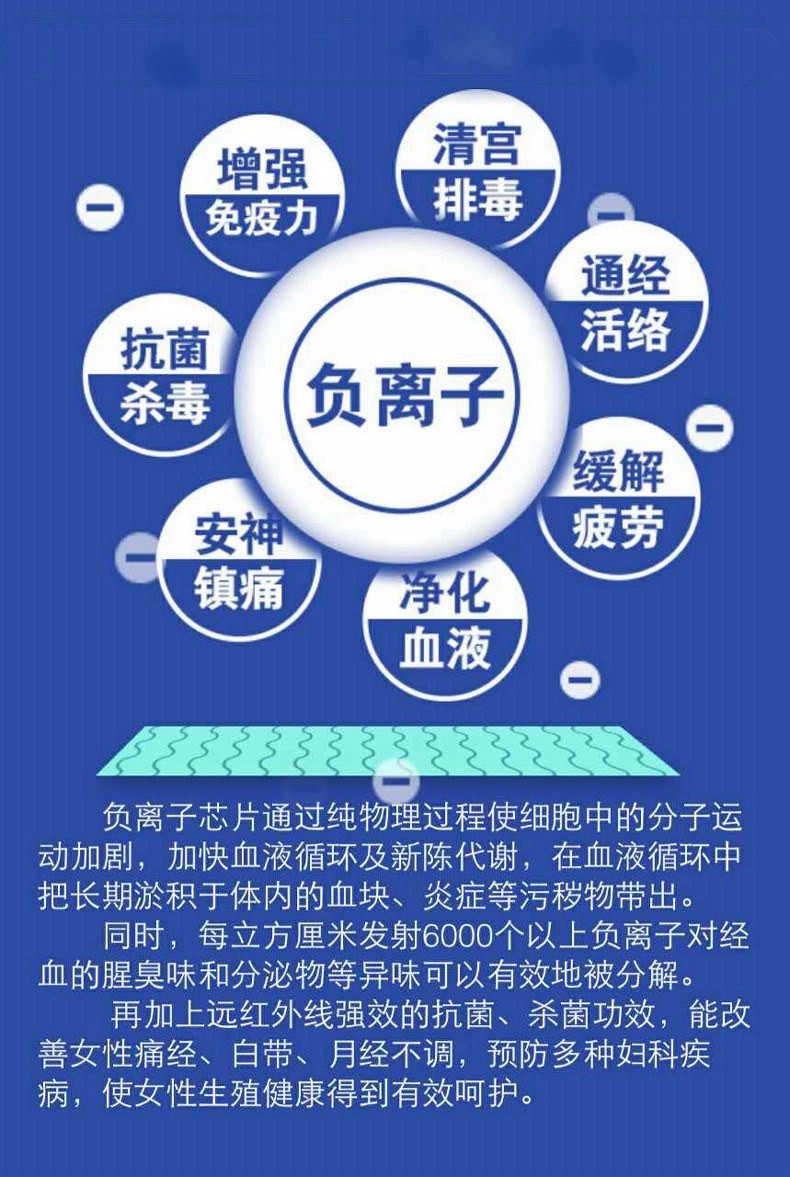 增强
免疫力
清宫
排毒
通经
活络
抗菌
杀毒
负离子
缓解
疲劳
安神
镇痛
净化
血液
负离子芯片通过纯物理过程使细胞中的分子运
动加剧，加快血液循环及新陈代谢，在血液循环中
把长期淤积于体内的血块、炎症等污秽物带出。
同时，每立方厘米发射6000个以上负离子对经
血的腥臭味和分泌物等异味可以有效地被分解。
再加上远红外线强效的抗菌、杀菌功效，能改
善女性痛经、白带、月经不调，预防多种妇科疾
病，使女性生殖健康得到有效呵护。